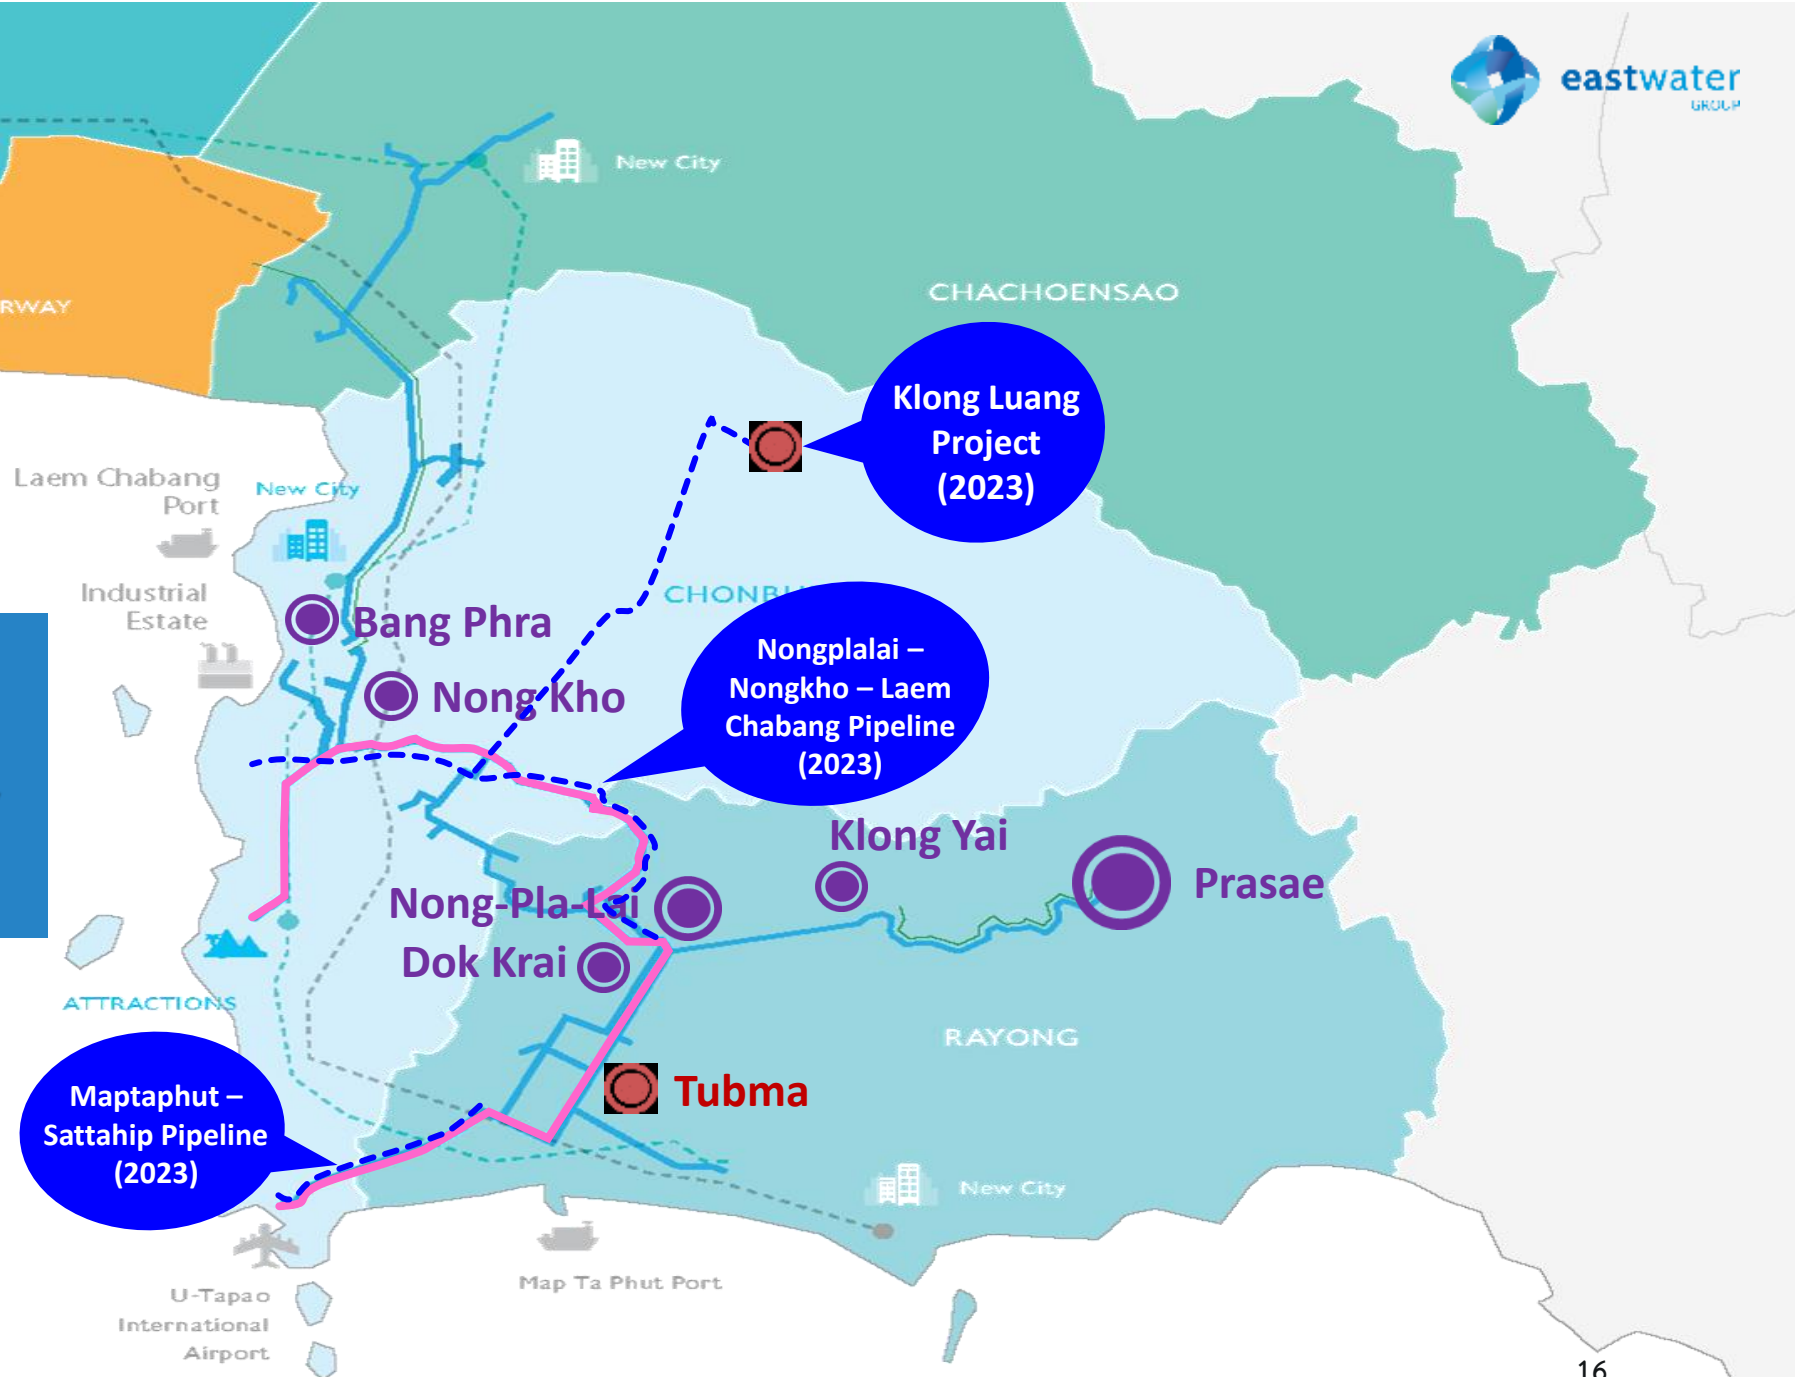 eastwater
GROUP
New City
RWAY
CHACHOENSAO
Klong Luang
Project
(2023)
Laem Chabang
Port
New City
Industrial
Estate
Bang Phra
Nong Kho
Nongplalai –
Nongkho – Laem
Chabang Pipeline
(2023)
Klong Yai
Prasae
Nong-Pla-Lai
Dok Krai
ATTRACTIONS
RAYONG
Maptaphut –
Sattahip Pipeline
(2023)
Tubma
New City
Map Ta Phut Port
U-Tapao
International
Airport
16